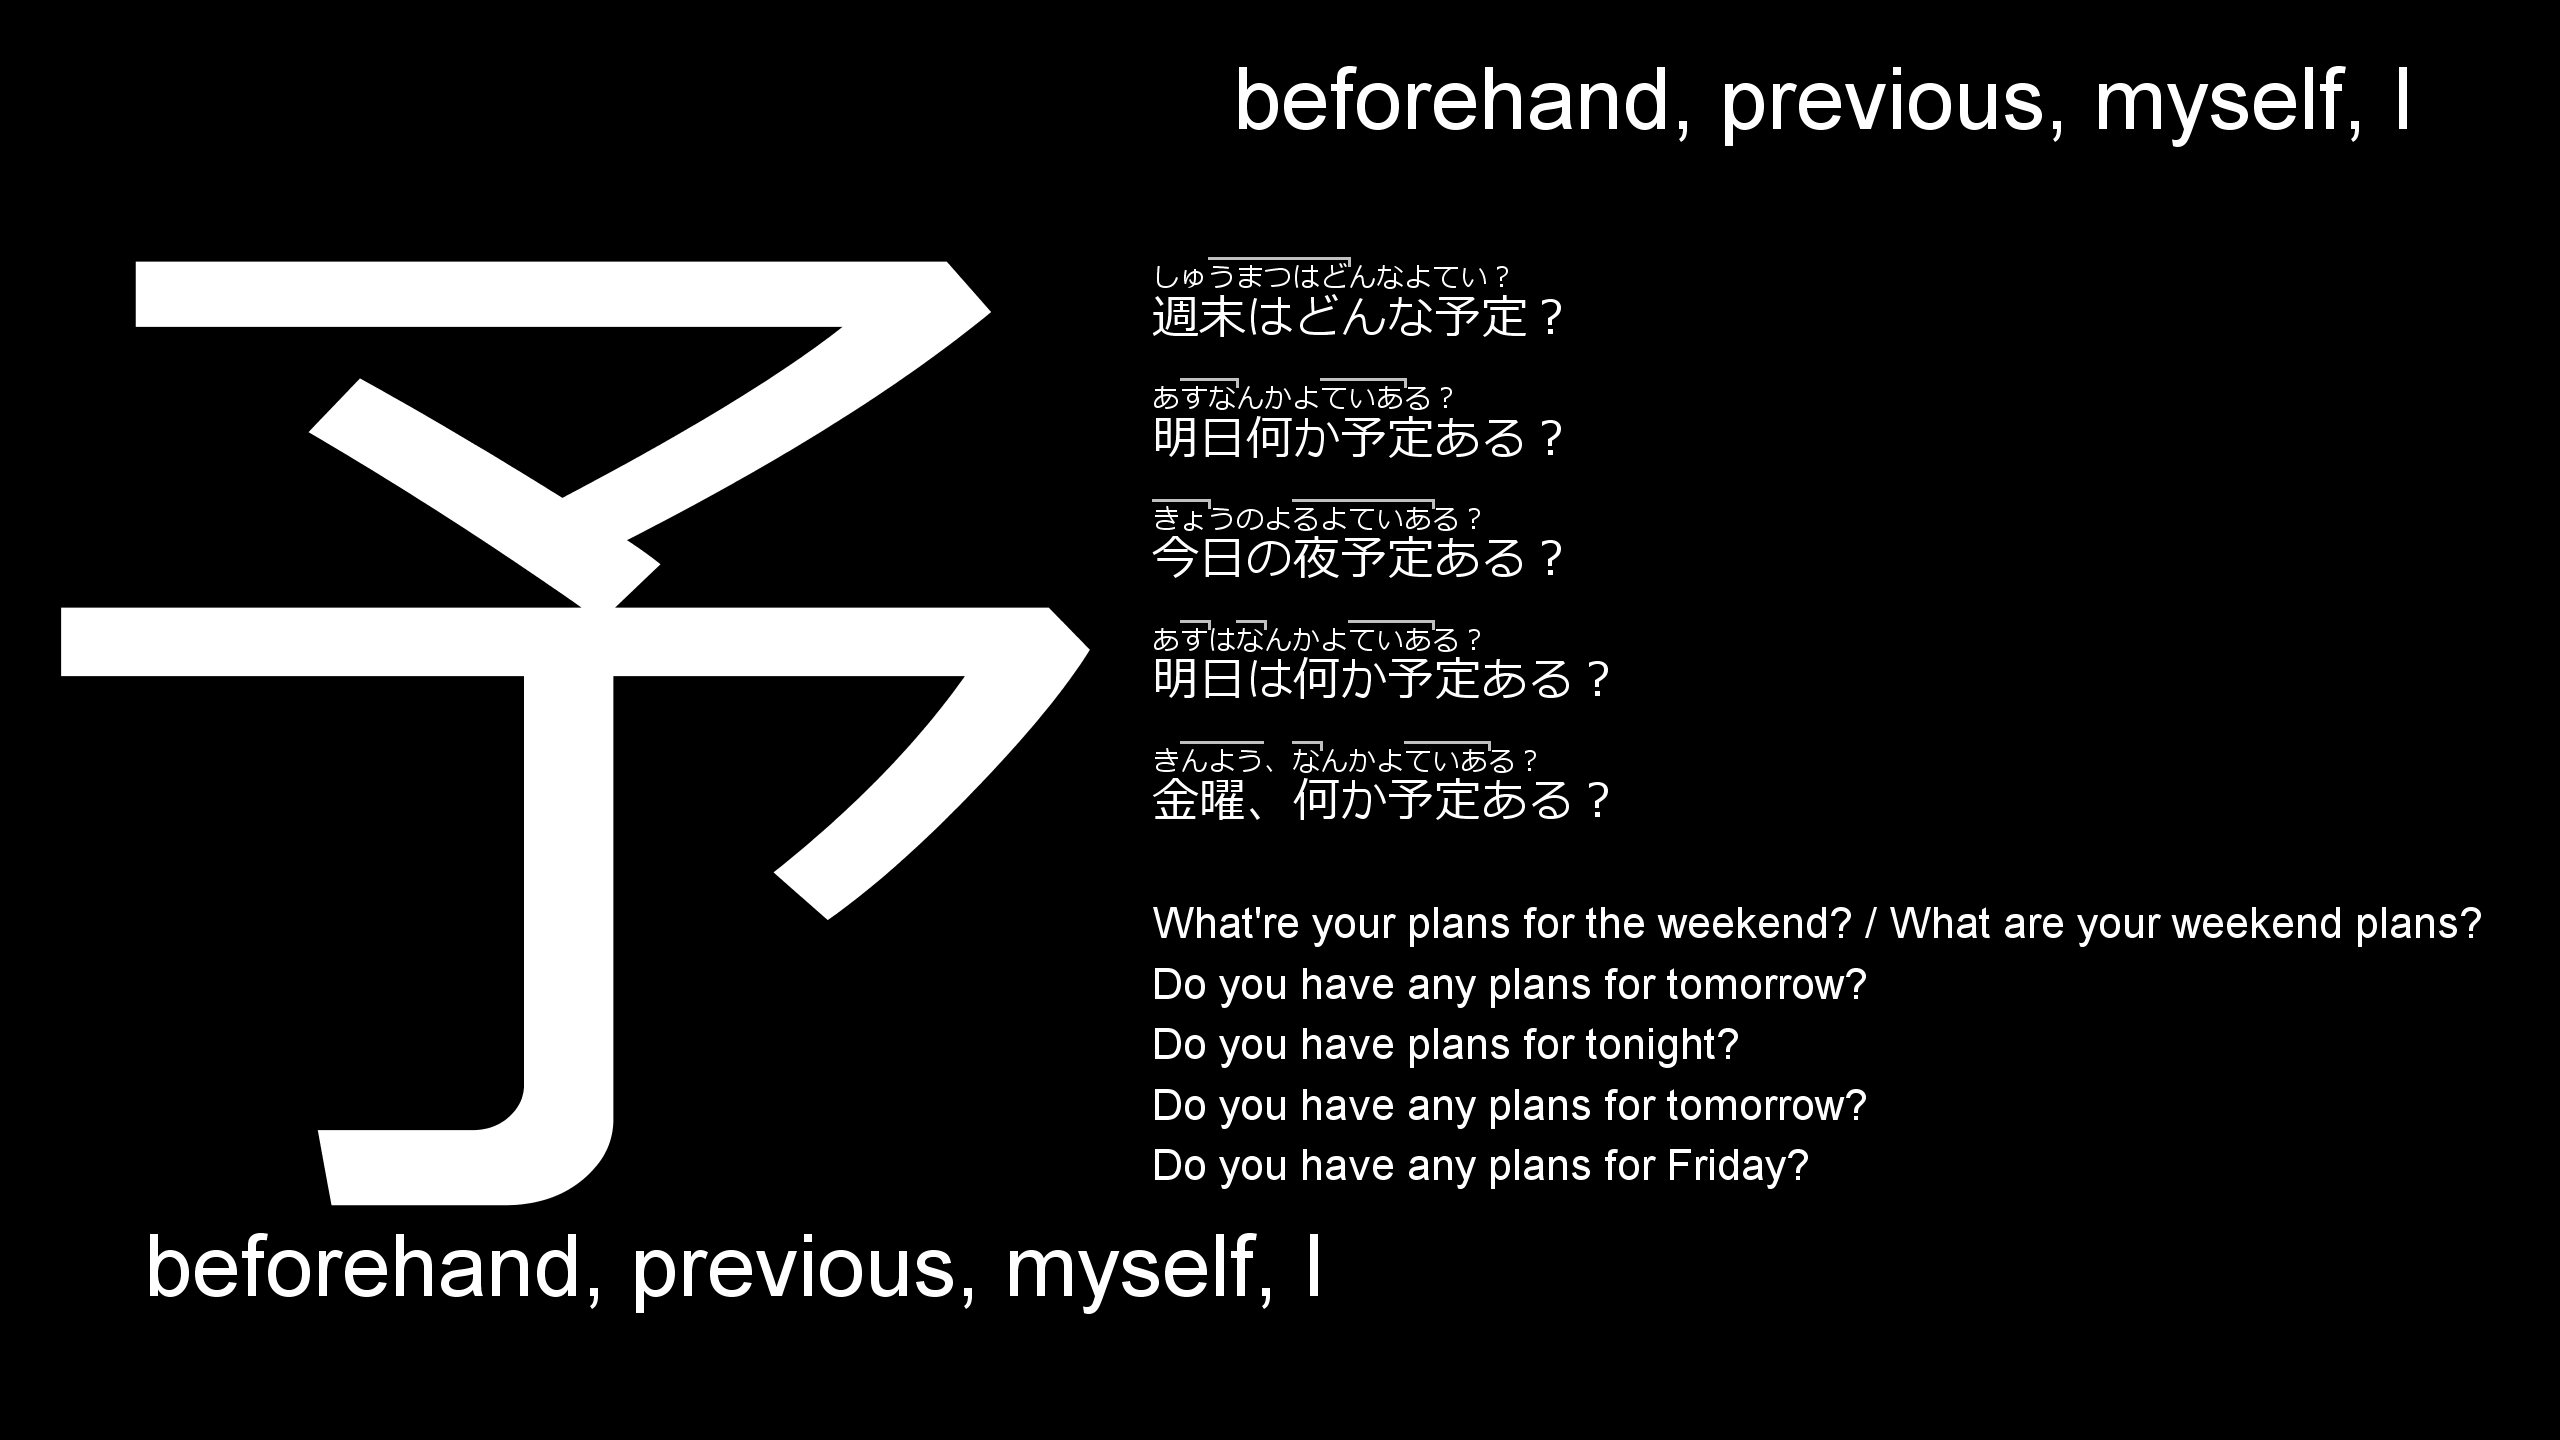 beforehand, previous, myself, I
予
しゅうまつはどんなよてい？
週末はどんな予定？
あすなんかよていある？
明日何か予定ある？
きょうのよるよていある？
今日の夜予定ある？
あすはなんかよていある？
明日は何か予定ある？
きんよう、なんかよていある？
金曜、何か予定ある？
What're your plans for the weekend? / What are your weekend plans?
Do you have any plans for tomorrow?
Do you have plans for tonight?
Do you have any plans for tomorrow?
Do you have any plans for Friday?
beforehand, previous, myself, I